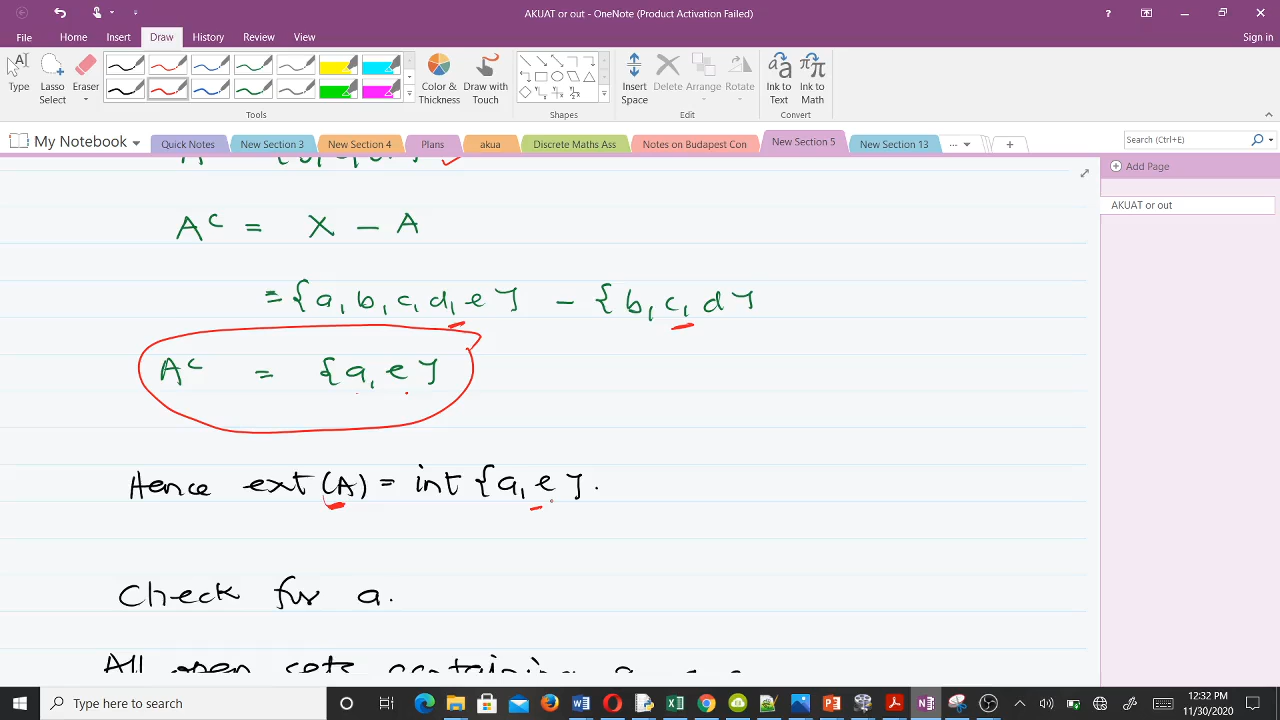 AKUAT or out - OneNote (Product Activation Failed)
File Home Insert Draw History Review View Sign in
Type Lasso Select Eraser Color & Thickness Draw with Touch Insert Space Delete Arrange Rotate Ink to Text Ink to Math
Tools Shapes Edit Convert
My Notebook Quick Notes New Section 3 New Section 4 Plans akua Discrete Maths Ass Notes on Budapest Con New Section 5 New Section 13 ... Search (Ctrl+E)
Add Page
AKUAT or out
A^c = X - A
= {a, b, c, d, e} - {b, c, d}
A^c = {a, e}
Hence ext (A) = int {a, e}.
Check for a.
All open sets containing a
Type here to search
12:32 PM
11/30/2020